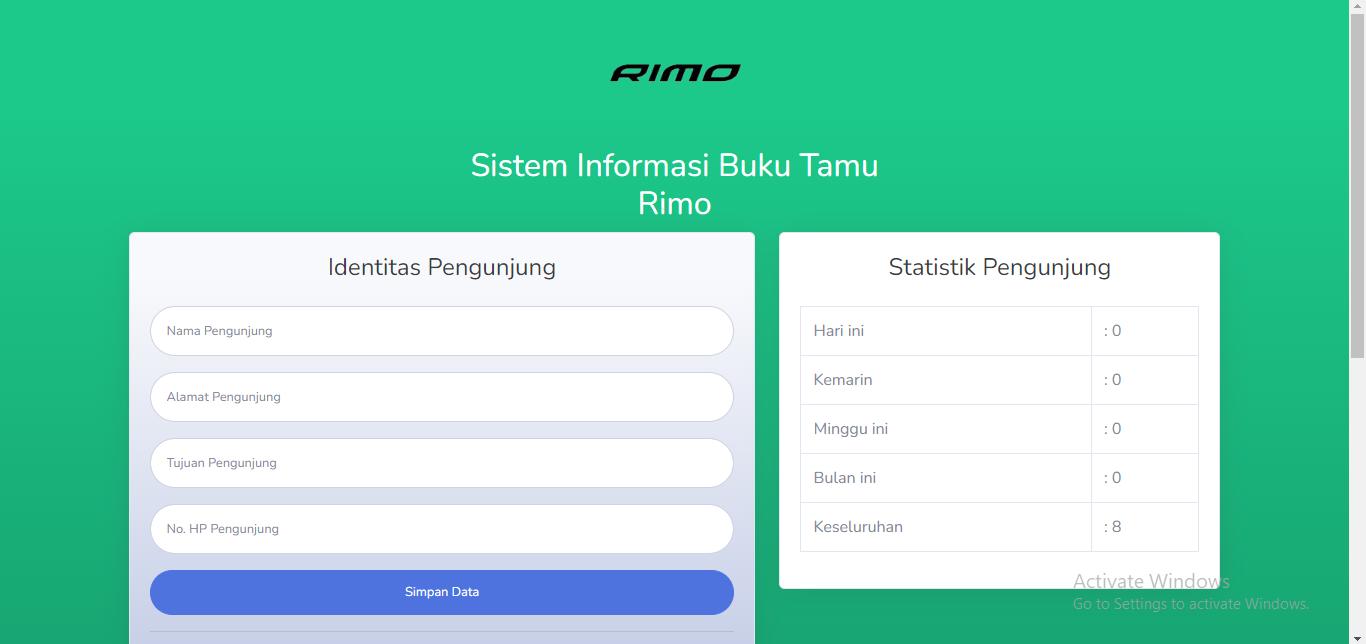 RIMO
Sistem Informasi Buku Tamu
Rimo
Identitas Pengunjung
Nama Pengunjung
Alamat Pengunjung
Tujuan Pengunjung
No. HP Pengunjung
Simpan Data
Statistik Pengunjung
Hari ini : 0
Kemarin : 0
Minggu ini : 0
Bulan ini : 0
Keseluruhan : 8
Activate Windows
Go to Settings to activate Windows.